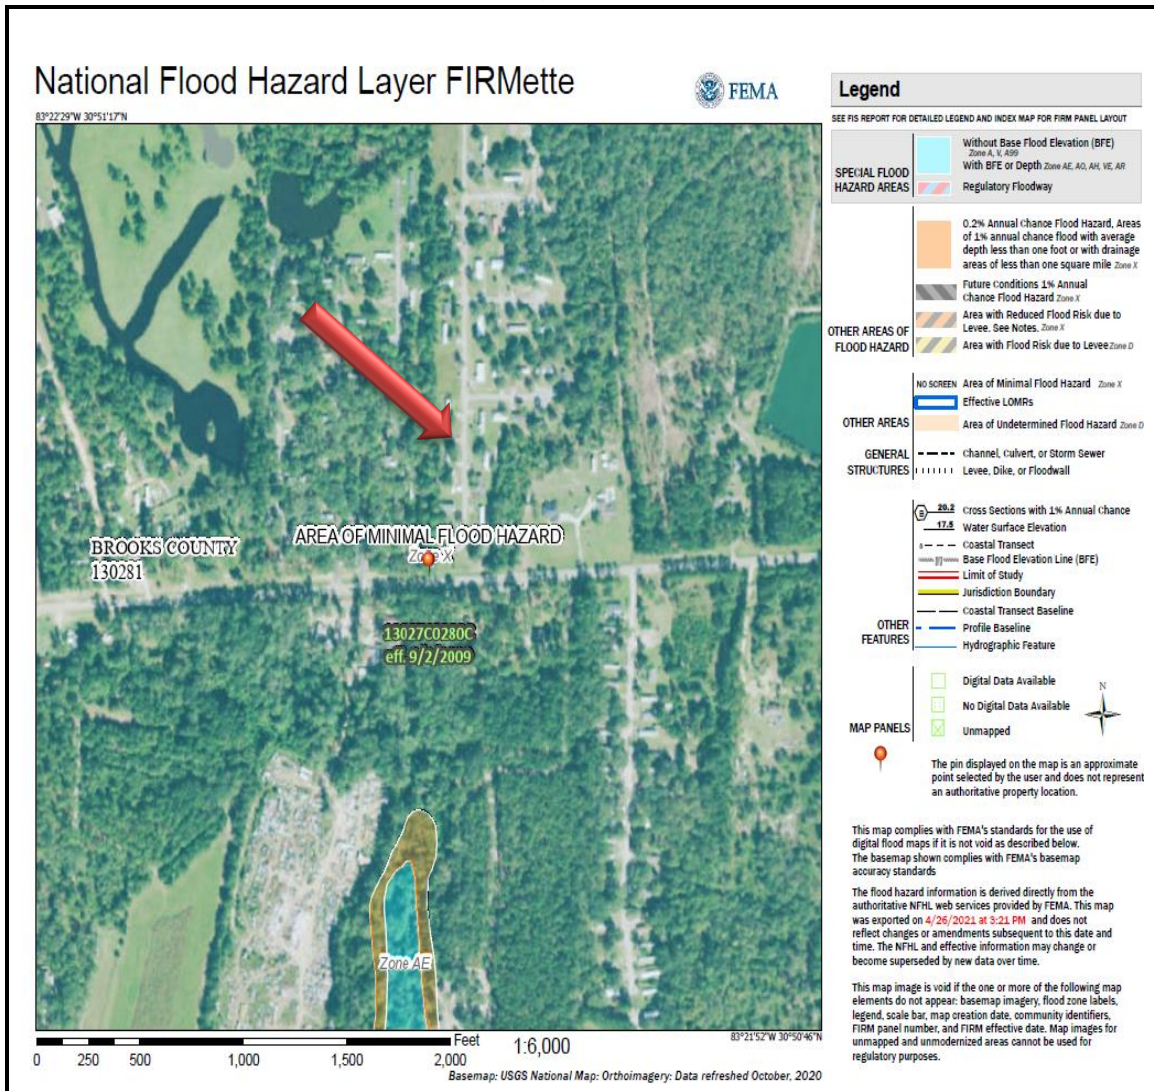 National Flood Hazard Layer FIRMette
FEMA
83°22'29"W 30°51'17"N
BROOKS COUNTY
130281
AREA OF MINIMAL FLOOD HAZARD
Zone X
13027C0280C
eff. 9/2/2009
Zone AE
83°21'52"W 30°50'46"N
Feet
1:6,000
0 250 500 1,000 1,500 2,000
Basemap: USGS National Map: Orthoimagery: Data refreshed October, 2020
Legend
SEE FIS REPORT FOR DETAILED LEGEND AND INDEX MAP FOR FIRM PANEL LAYOUT
SPECIAL FLOOD
HAZARD AREAS
Without Base Flood Elevation (BFE)
Zone A, V, A99
With BFE or Depth Zone AE, AO, AH, VE, AR
Regulatory Floodway
OTHER AREAS OF
FLOOD HAZARD
0.2% Annual Chance Flood Hazard, Areas
of 1% annual chance flood with average
depth less than one foot or with drainage
areas of less than one square mile Zone X
Future Conditions 1% Annual
Chance Flood Hazard Zone X
Area with Reduced Flood Risk due to
Levee. See Notes. Zone X
Area with Flood Risk due to Levee Zone D
OTHER AREAS
NO SCREEN Area of Minimal Flood Hazard Zone X
Effective LOMRs
Area of Undetermined Flood Hazard Zone D
GENERAL
STRUCTURES
Channel, Culvert, or Storm Sewer
Levee, Dike, or Floodwall
OTHER
FEATURES
B 20.2 Cross Sections with 1% Annual Chance
17.5 Water Surface Elevation
8 Coastal Transect
Base Flood Elevation Line (BFE)
Limit of Study
Jurisdiction Boundary
Coastal Transect Baseline
Profile Baseline
Hydrographic Feature
MAP PANELS
Digital Data Available
No Digital Data Available
Unmapped
N
The pin displayed on the map is an approximate
point selected by the user and does not represent
an authoritative property location.
This map complies with FEMA's standards for the use of
digital flood maps if it is not void as described below.
The basemap shown complies with FEMA's basemap
accuracy standards
The flood hazard information is derived directly from the
authoritative NFHL web services provided by FEMA. This map
was exported on 4/26/2021 at 3:21 PM and does not
reflect changes or amendments subsequent to this date and
time. The NFHL and effective information may change or
become superseded by new data over time.
This map image is void if the one or more of the following map
elements do not appear: basemap imagery, flood zone labels,
legend, scale bar, map creation date, community identifiers,
FIRM panel number, and FIRM effective date. Map images for
unmapped and unmodernized areas cannot be used for
regulatory purposes.